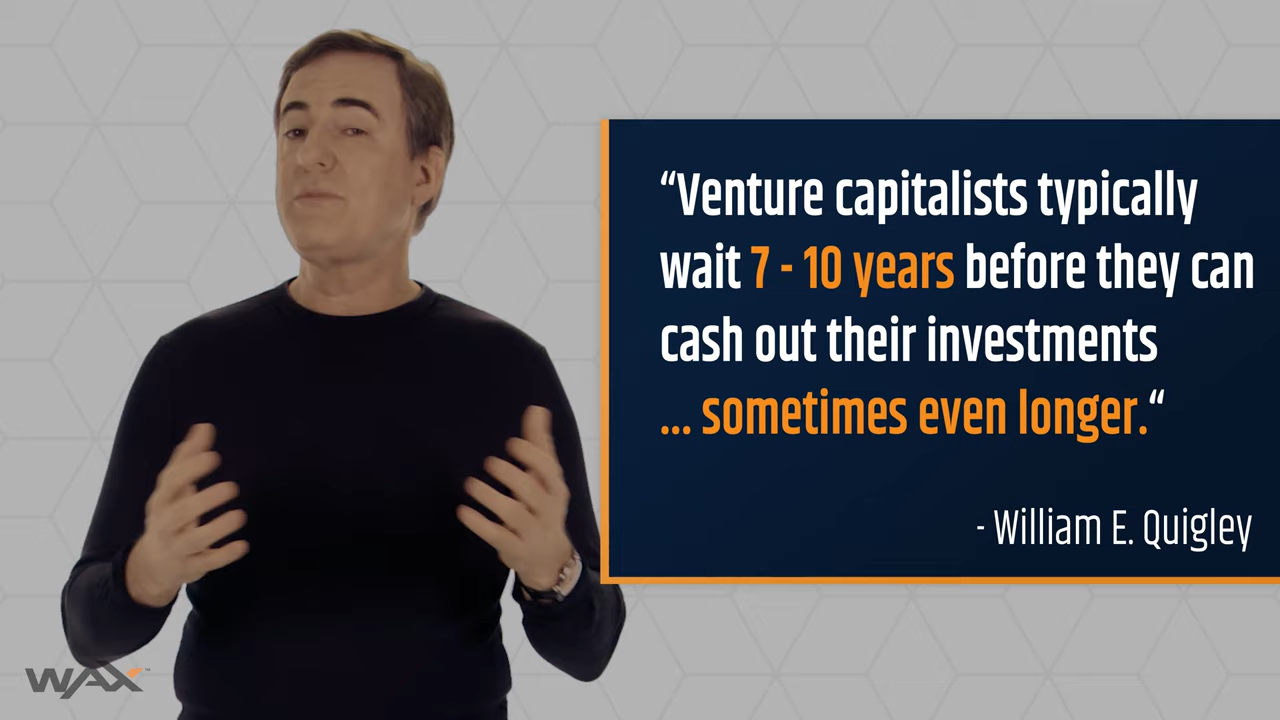 “Venture capitalists typically
wait 7 - 10 years before they can
cash out their investments
... sometimes even longer.“
- William E. Quigley
WAX™